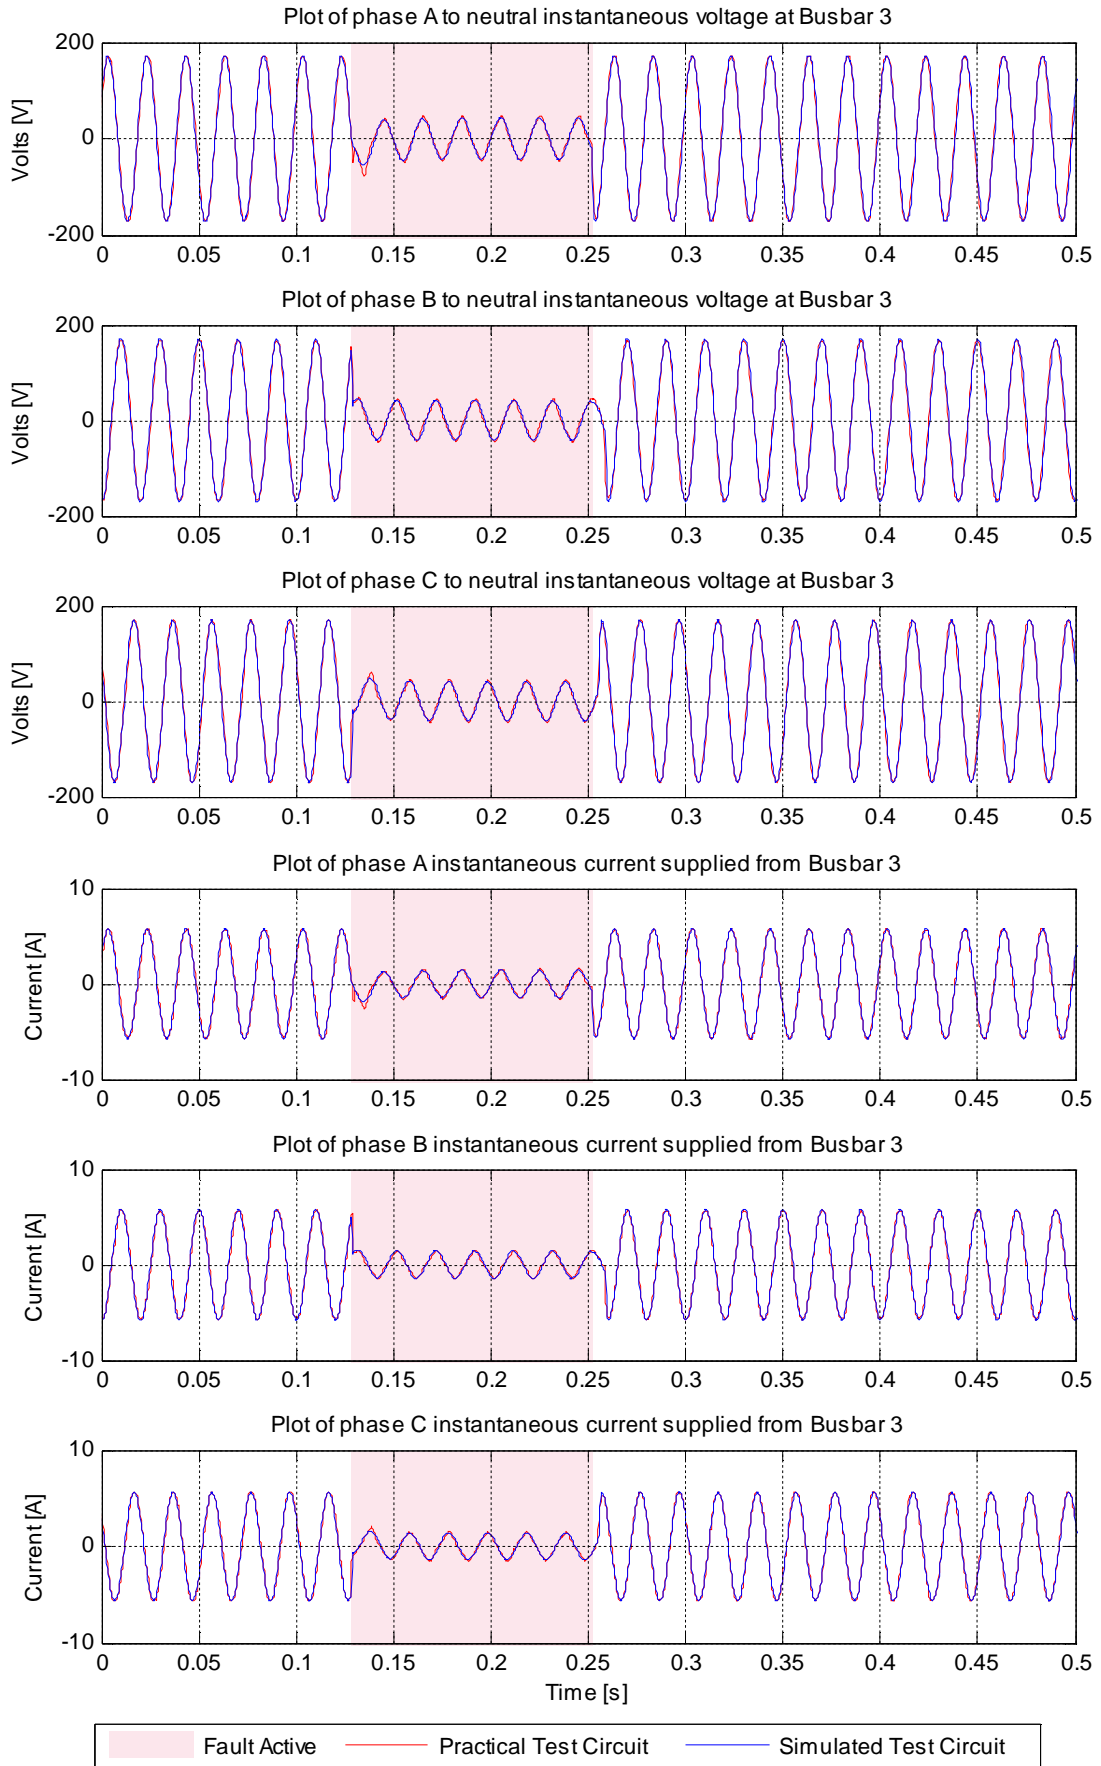 Plot of phase A to neutral instantaneous voltage at Busbar 3
200
0
-200
Volts [V]
0 0.05 0.1 0.15 0.2 0.25 0.3 0.35 0.4 0.45 0.5
Plot of phase B to neutral instantaneous voltage at Busbar 3
200
0
-200
Volts [V]
0 0.05 0.1 0.15 0.2 0.25 0.3 0.35 0.4 0.45 0.5
Plot of phase C to neutral instantaneous voltage at Busbar 3
200
0
-200
Volts [V]
0 0.05 0.1 0.15 0.2 0.25 0.3 0.35 0.4 0.45 0.5
Plot of phase A instantaneous current supplied from Busbar 3
10
0
-10
Current [A]
0 0.05 0.1 0.15 0.2 0.25 0.3 0.35 0.4 0.45 0.5
Plot of phase B instantaneous current supplied from Busbar 3
10
0
-10
Current [A]
0 0.05 0.1 0.15 0.2 0.25 0.3 0.35 0.4 0.45 0.5
Plot of phase C instantaneous current supplied from Busbar 3
10
0
-10
Current [A]
0 0.05 0.1 0.15 0.2 0.25 0.3 0.35 0.4 0.45 0.5
Time [s]
Fault Active Practical Test Circuit Simulated Test Circuit